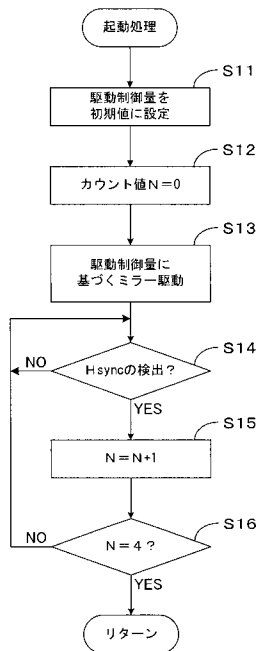 起動処理
S11
駆動制御量を
初期値に設定
S12
カウント値N=0
S13
駆動制御量に
基づくミラー駆動
S14
NO
Hsyncの検出?
YES
S15
N=N+1
S16
NO
N=4?
YES
リターン